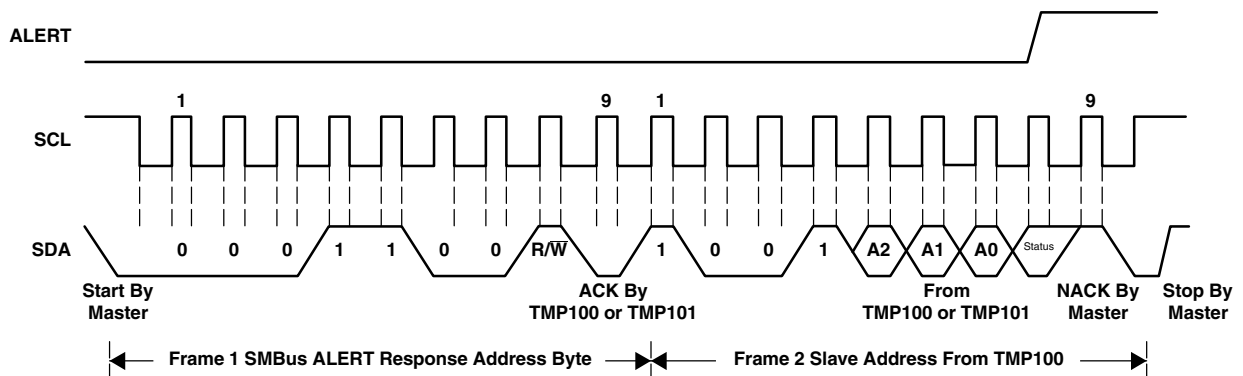 ALERT
1 9 1 9
SCL
SDA 0 0 0 1 1 0 0 R/W 1 0 0 1 A2 A1 A0 Status
Start By Master
ACK By TMP100 or TMP101
From TMP100 or TMP101
NACK By Master
Stop By Master
Frame 1 SMBus ALERT Response Address Byte
Frame 2 Slave Address From TMP100